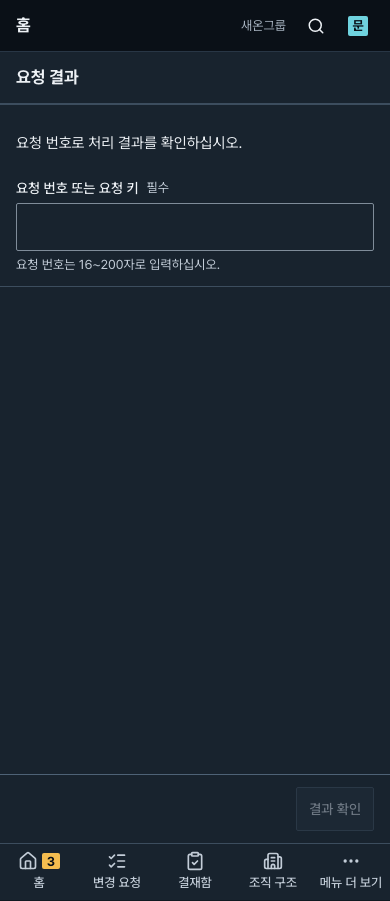 홈
새온그룹
문
요청 결과
요청 번호로 처리 결과를 확인하십시오.
요청 번호 또는 요청 키 필수
요청 번호는 16~200자로 입력하십시오.
결과 확인
3
홈
변경 요청
결재함
조직 구조
메뉴 더 보기